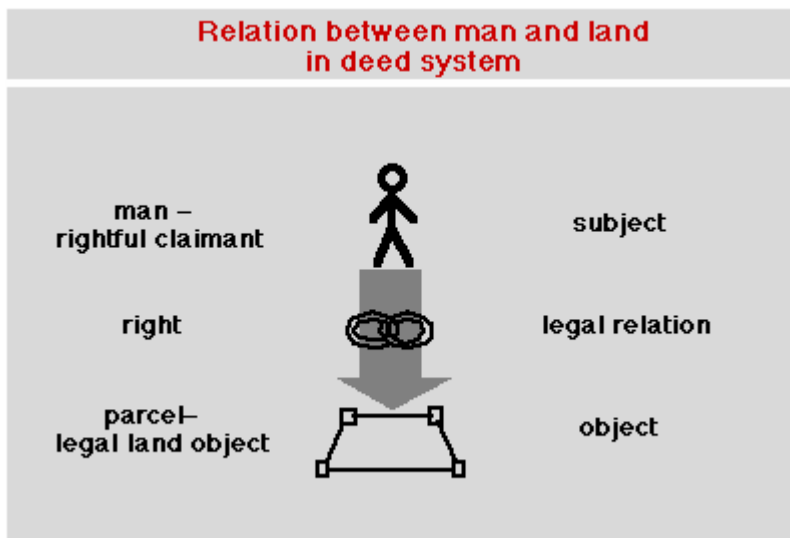 Relation between man and land
in deed system
man –
rightful claimant
subject
right
legal relation
parcel–
legal land object
object